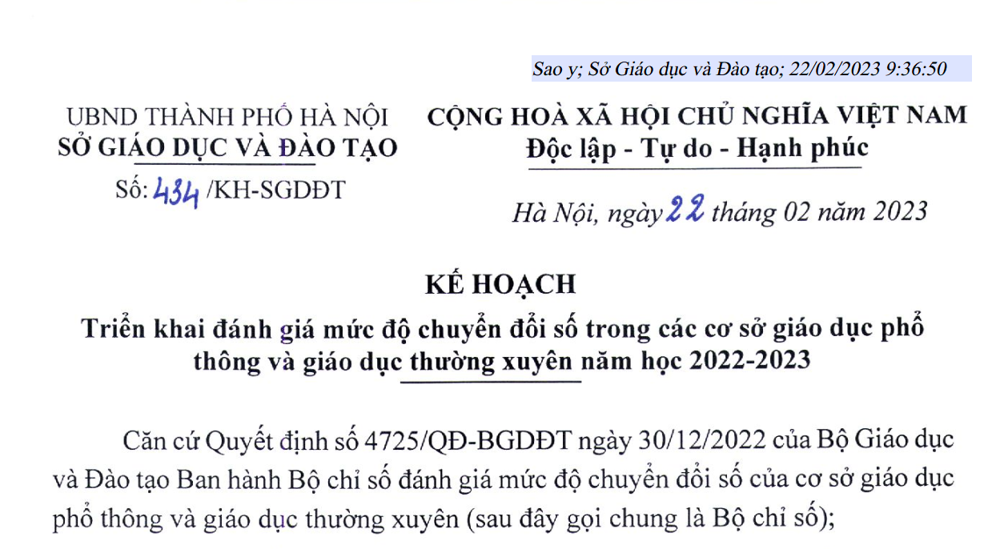 Sao y; Sở Giáo dục và Đào tạo; 22/02/2023 9:36:50
UBND THÀNH PHỐ HÀ NỘI
SỞ GIÁO DỤC VÀ ĐÀO TẠO
Số: 434 /KH-SGDĐT
CỘNG HOÀ XÃ HỘI CHỦ NGHĨA VIỆT NAM
Độc lập - Tự do - Hạnh phúc
Hà Nội, ngày 22 tháng 02 năm 2023
KẾ HOẠCH
Triển khai đánh giá mức độ chuyển đổi số trong các cơ sở giáo dục phổ
thông và giáo dục thường xuyên năm học 2022-2023
Căn cứ Quyết định số 4725/QĐ-BGDĐT ngày 30/12/2022 của Bộ Giáo dục
và Đào tạo Ban hành Bộ chỉ số đánh giá mức độ chuyển đổi số của cơ sở giáo dục
phổ thông và giáo dục thường xuyên (sau đây gọi chung là Bộ chỉ số);